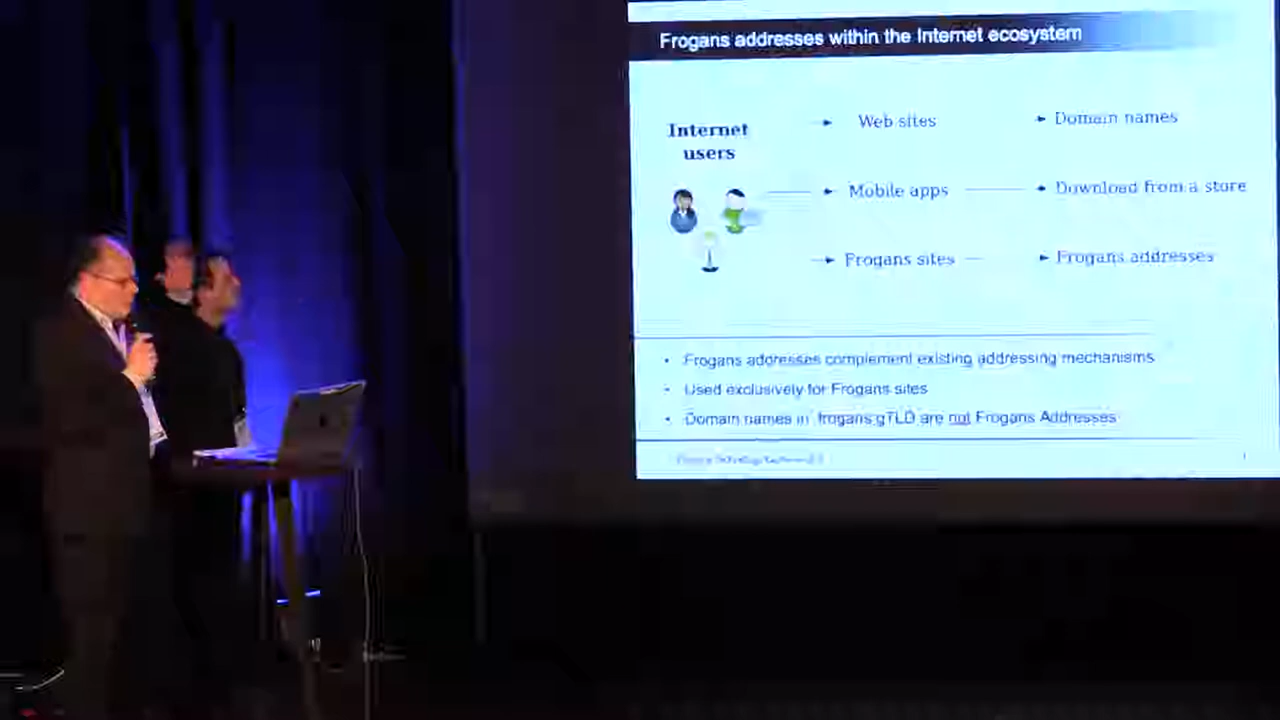 Frogans addresses within the Internet ecosystem
Internet
users
Web sites
Domain names
Mobile apps
Download from a store
Frogans sites
Frogans addresses
• Frogans addresses complement existing addressing mechanisms
• Used exclusively for Frogans sites
• Domain names in .frogans gTLD are not Frogans Addresses